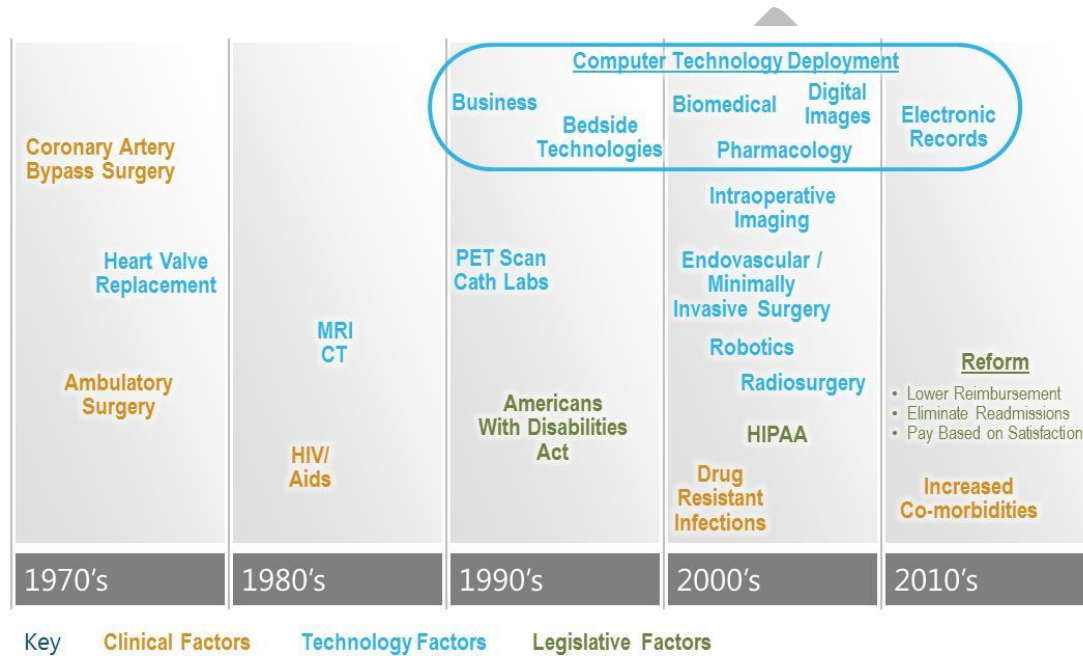 Computer Technology Deployment
Business
Bedside
Technologies
Biomedical
Digital
Images
Pharmacology
Electronic
Records
Coronary Artery
Bypass Surgery
Heart Valve
Replacement
Ambulatory
Surgery
MRI
CT
HIV/
Aids
PET Scan
Cath Labs
Americans
With Disabilities
Act
Intraoperative
Imaging
Endovascular /
Minimally
Invasive Surgery
Robotics
Radiosurgery
HIPAA
Drug
Resistant
Infections
Reform
• Lower Reimbursement
• Eliminate Readmissions
• Pay Based on Satisfaction
Increased
Co-morbidities
1970's
1980's
1990's
2000's
2010's
Key Clinical Factors Technology Factors Legislative Factors